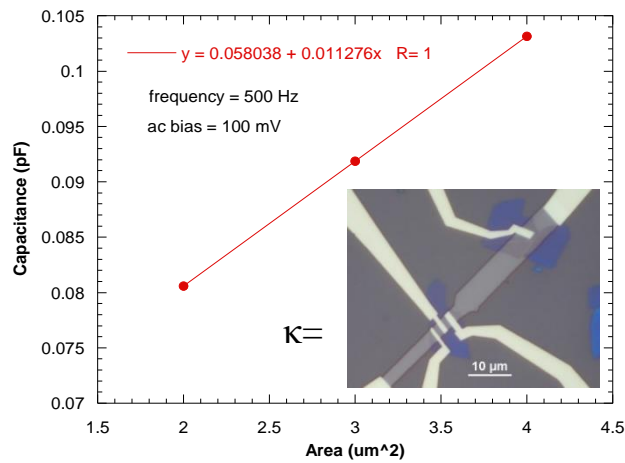 0.105
0.1
0.095
0.09
0.085
0.08
0.075
0.07
Capacitance (pF)
y = 0.058038 + 0.011276x R= 1
frequency = 500 Hz
ac bias = 100 mV
κ=
10 µm
1.5 2 2.5 3 3.5 4 4.5
Area (um^2)